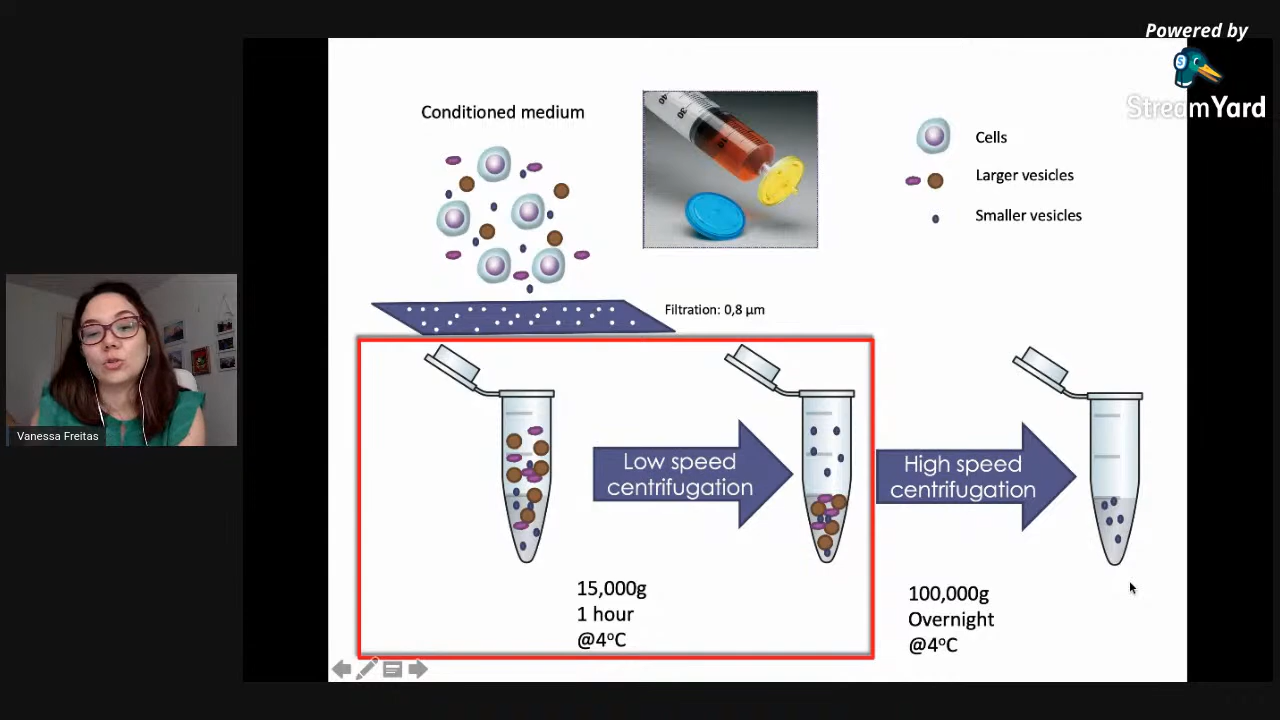 Powered by
StreamYard
Conditioned medium
Cells
Larger vesicles
Smaller vesicles
Filtration: 0,8 µm
Low speed
centrifugation
High speed
centrifugation
15,000g
1 hour
@4ºC
100,000g
Overnight
@4ºC
Vanessa Freitas